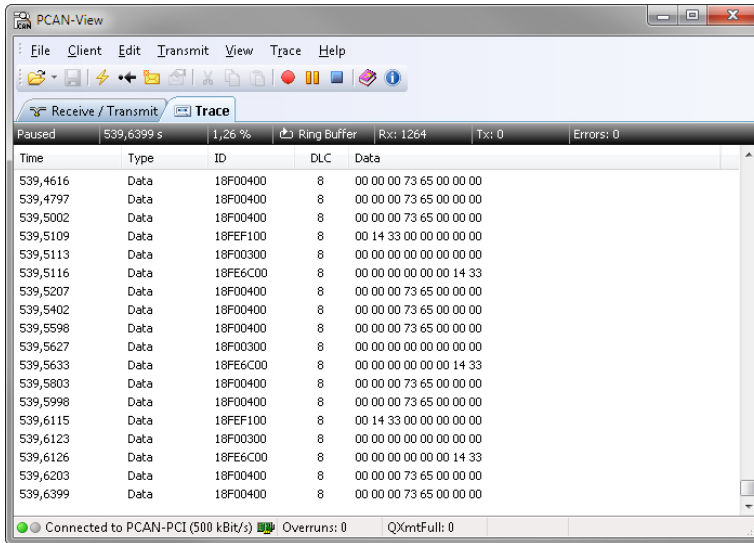 PCAN-View
File Client Edit Transmit View Trace Help
Receive / Transmit Trace
Paused 539,6399 s 1,26 % Ring Buffer Rx: 1264 Tx: 0 Errors: 0
Time Type ID DLC Data
539,4616 Data 18F00400 8 00 00 00 73 65 00 00 00
539,4797 Data 18F00400 8 00 00 00 73 65 00 00 00
539,5002 Data 18F00400 8 00 00 00 73 65 00 00 00
539,5109 Data 18FEF100 8 00 14 33 00 00 00 00 00
539,5113 Data 18F00300 8 00 00 00 00 00 00 00 00
539,5116 Data 18FE6C00 8 00 00 00 00 00 00 14 33
539,5207 Data 18F00400 8 00 00 00 73 65 00 00 00
539,5402 Data 18F00400 8 00 00 00 73 65 00 00 00
539,5598 Data 18F00400 8 00 00 00 73 65 00 00 00
539,5627 Data 18F00300 8 00 00 00 00 00 00 00 00
539,5633 Data 18FE6C00 8 00 00 00 00 00 00 14 33
539,5803 Data 18F00400 8 00 00 00 73 65 00 00 00
539,5998 Data 18F00400 8 00 00 00 73 65 00 00 00
539,6115 Data 18FEF100 8 00 14 33 00 00 00 00 00
539,6123 Data 18F00300 8 00 00 00 00 00 00 00 00
539,6126 Data 18FE6C00 8 00 00 00 00 00 00 14 33
539,6203 Data 18F00400 8 00 00 00 73 65 00 00 00
539,6399 Data 18F00400 8 00 00 00 73 65 00 00 00
Connected to PCAN-PCI (500 kBit/s) Overruns: 0 QXmtFull: 0